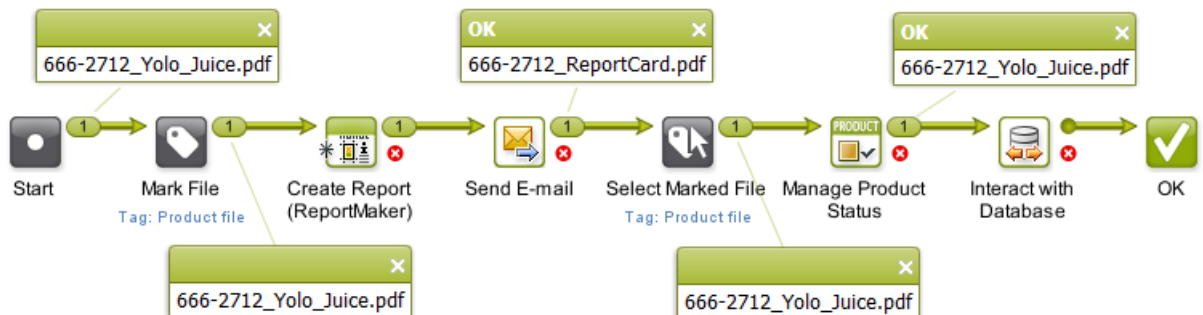 OK
OK
666-2712_Yolo_Juice.pdf
666-2712_ReportCard.pdf
666-2712_Yolo_Juice.pdf
1
1
1
1
1
PRODUCT
1
Start
Mark File
Tag: Product file
Create Report
(ReportMaker)
Send E-mail
Select Marked File
Tag: Product file
Manage Product
Status
Interact with
Database
OK
666-2712_Yolo_Juice.pdf
666-2712_Yolo_Juice.pdf